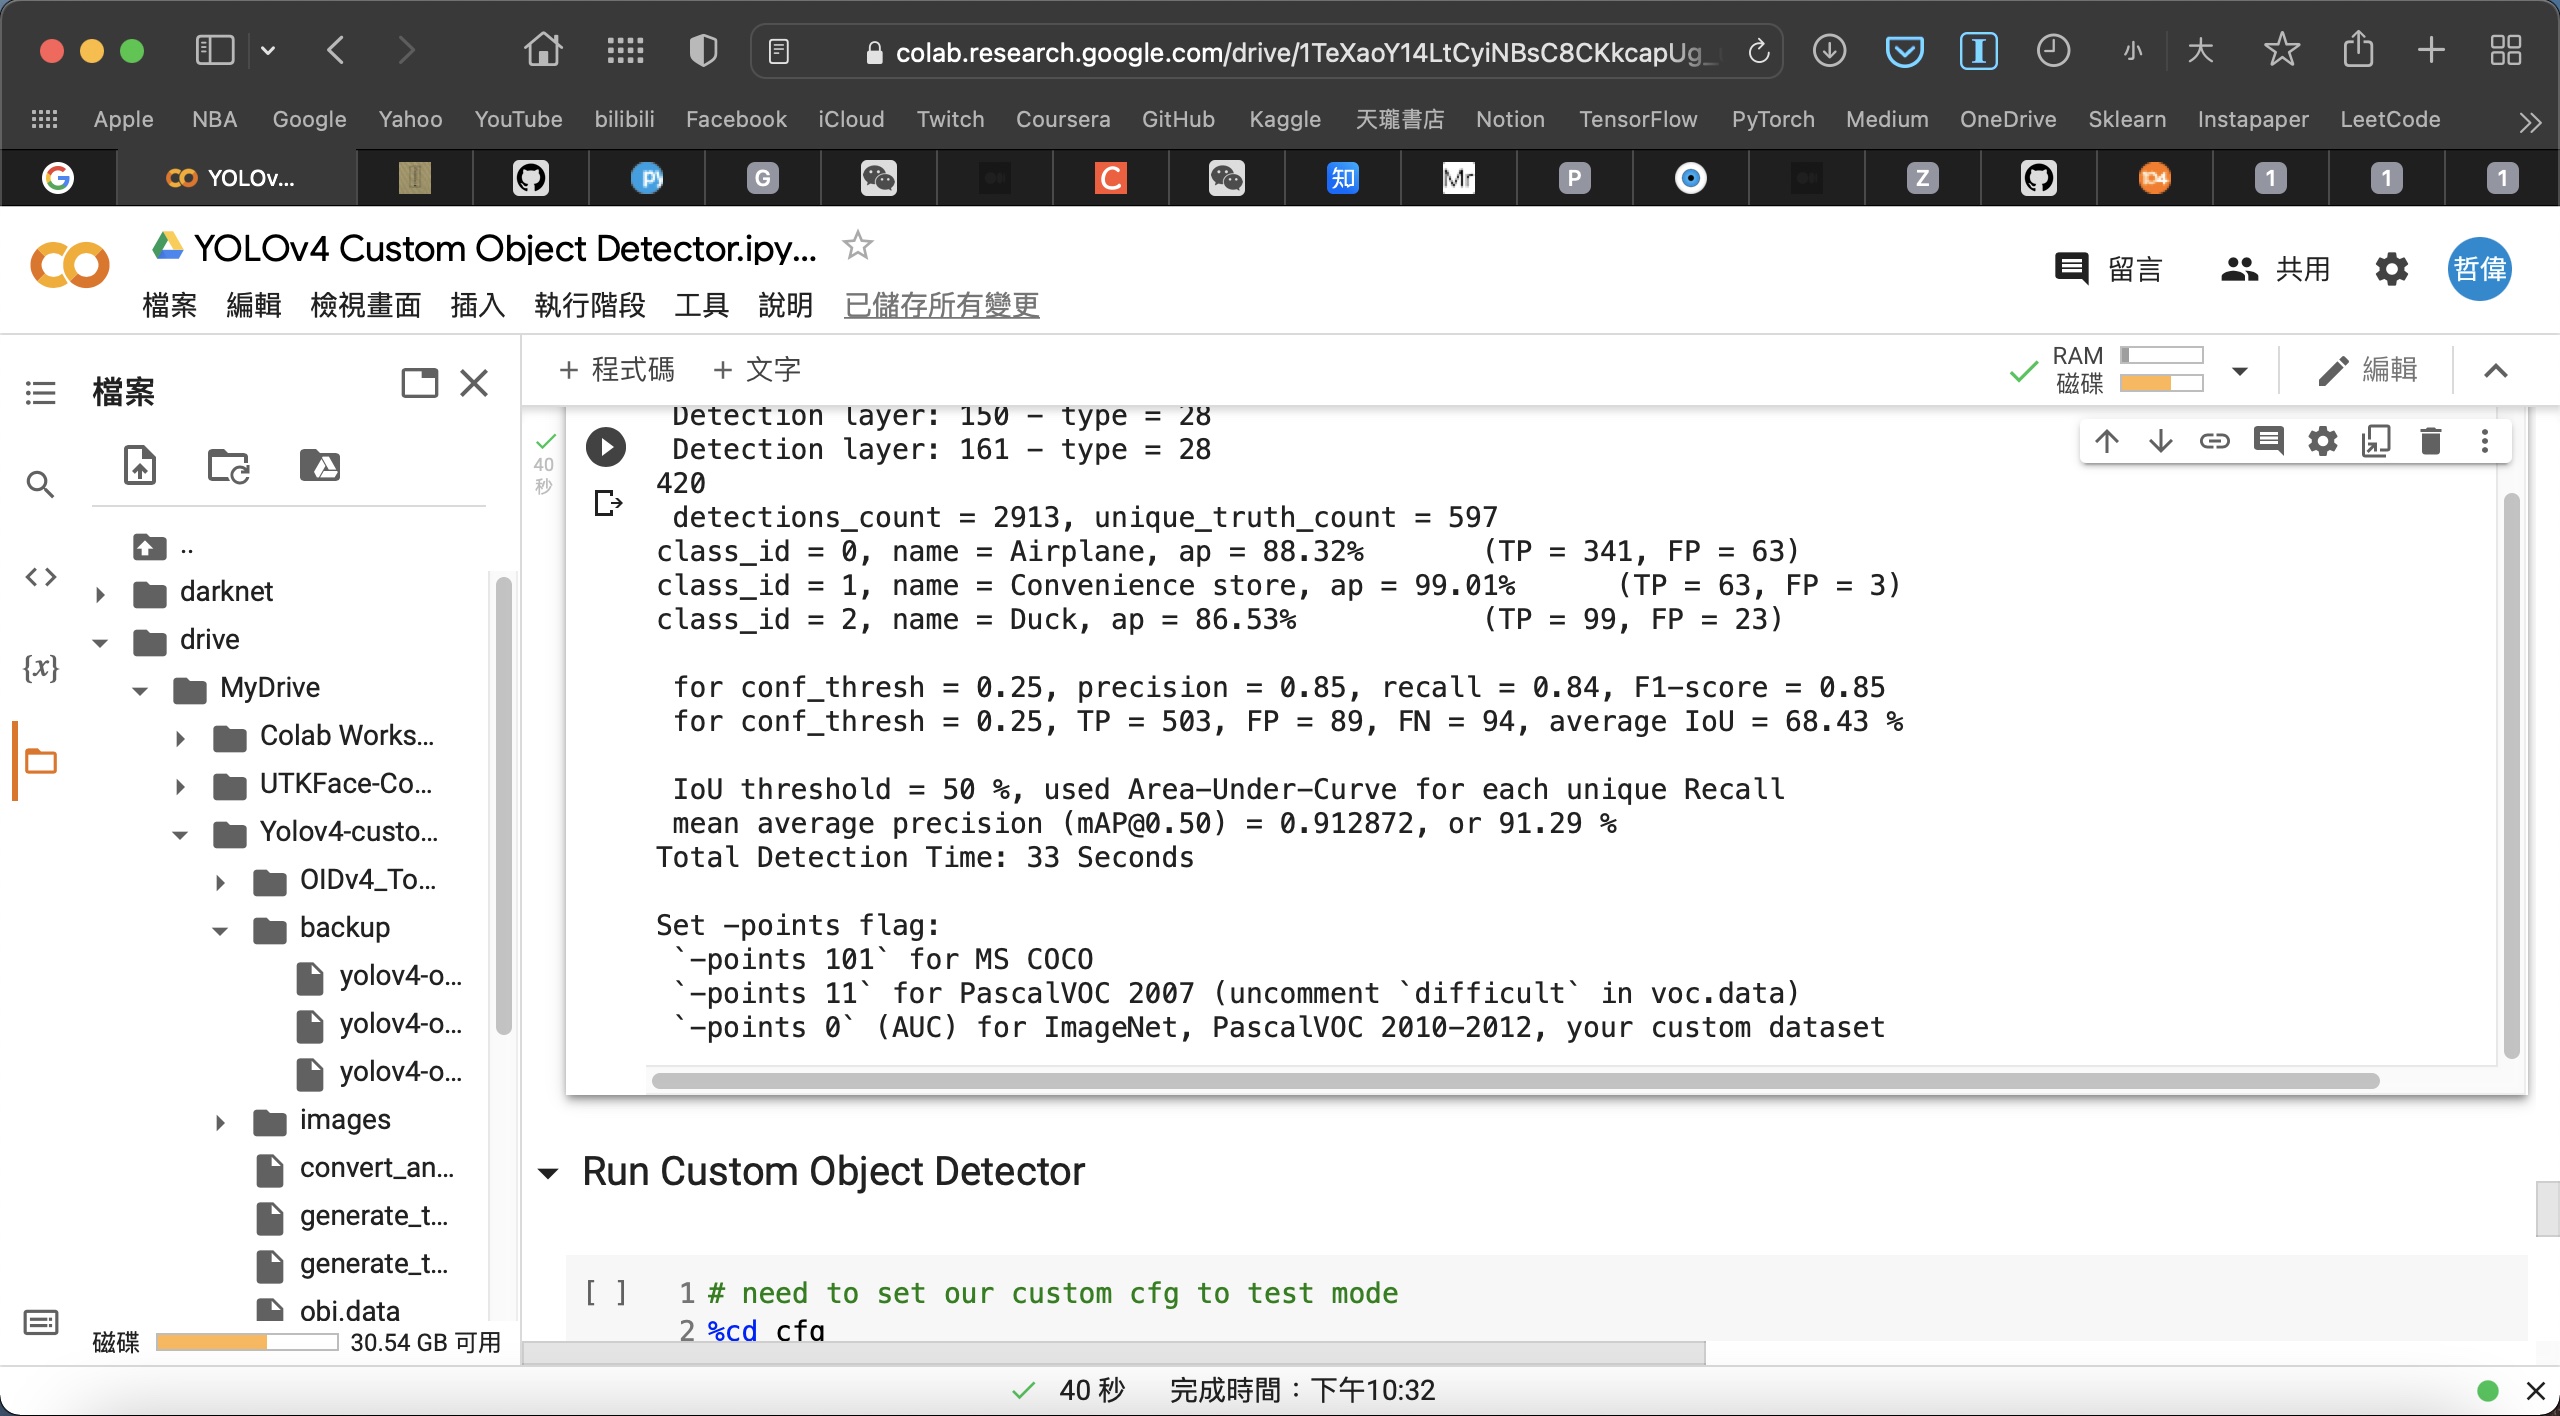 colab.research.google.com/drive/1TeXaoY14LtCyiNBsC8CKkcapUg_
小 大
Apple NBA Google Yahoo YouTube bilibili Facebook iCloud Twitch Coursera GitHub Kaggle 天瓏書店 Notion TensorFlow PyTorch Medium OneDrive Sklearn Instapaper LeetCode
YOLOv... G C 知 Mr P Z 104 1 1 1
YOLOv4 Custom Object Detector.ipy...
檔案 編輯 檢視畫面 插入 執行階段 工具 說明 已儲存所有變更
留言 共用 哲偉
檔案
+ 程式碼 + 文字
RAM
磁碟
編輯
..
darknet
drive
MyDrive
Colab Works...
UTKFace-Co...
Yolov4-custo...
OIDv4_To...
backup
yolov4-o...
yolov4-o...
yolov4-o...
images
convert_an...
generate_t...
generate_t...
obj.data
磁碟 30.54 GB 可用
40
秒
Detection layer: 150 - type = 28
Detection layer: 161 - type = 28
420
detections_count = 2913, unique_truth_count = 597
class_id = 0, name = Airplane, ap = 88.32% (TP = 341, FP = 63)
class_id = 1, name = Convenience store, ap = 99.01% (TP = 63, FP = 3)
class_id = 2, name = Duck, ap = 86.53% (TP = 99, FP = 23)
for conf_thresh = 0.25, precision = 0.85, recall = 0.84, F1-score = 0.85
for conf_thresh = 0.25, TP = 503, FP = 89, FN = 94, average IoU = 68.43 %
IoU threshold = 50 %, used Area-Under-Curve for each unique Recall
mean average precision (mAP@0.50) = 0.912872, or 91.29 %
Total Detection Time: 33 Seconds
Set -points flag:
`-points 101` for MS COCO
`-points 11` for PascalVOC 2007 (uncomment `difficult` in voc.data)
`-points 0` (AUC) for ImageNet, PascalVOC 2010-2012, your custom dataset
Run Custom Object Detector
[ ] 1 # need to set our custom cfg to test mode
2 %cd cfg
40 秒 完成時間：下午10:32